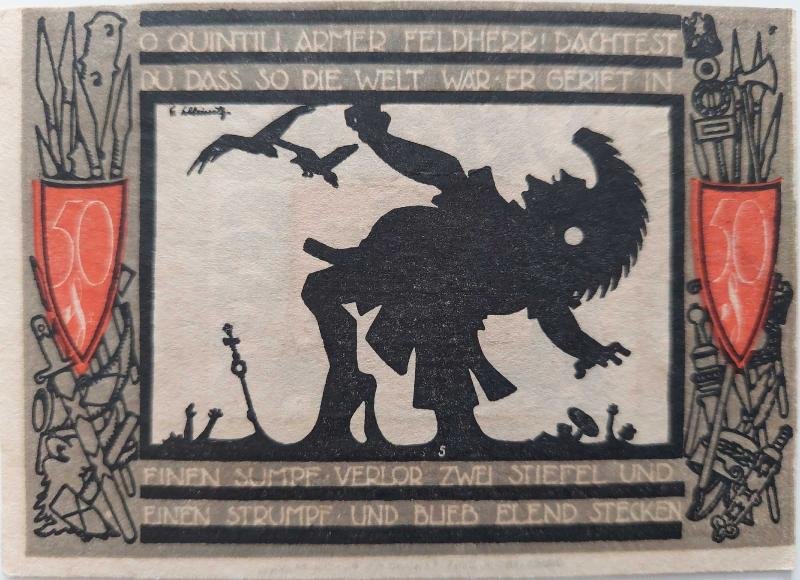 O QUINTILI, ARMER FELDHERR! DACHTEST
DU DASS SO DIE WELT WÄR · ER GERIET IN
50
50
5
EINEN SUMPF · VERLOR ZWEI STIEFEL UND
EINEN STRUMPF · UND BLIEB ELEND STECKEN